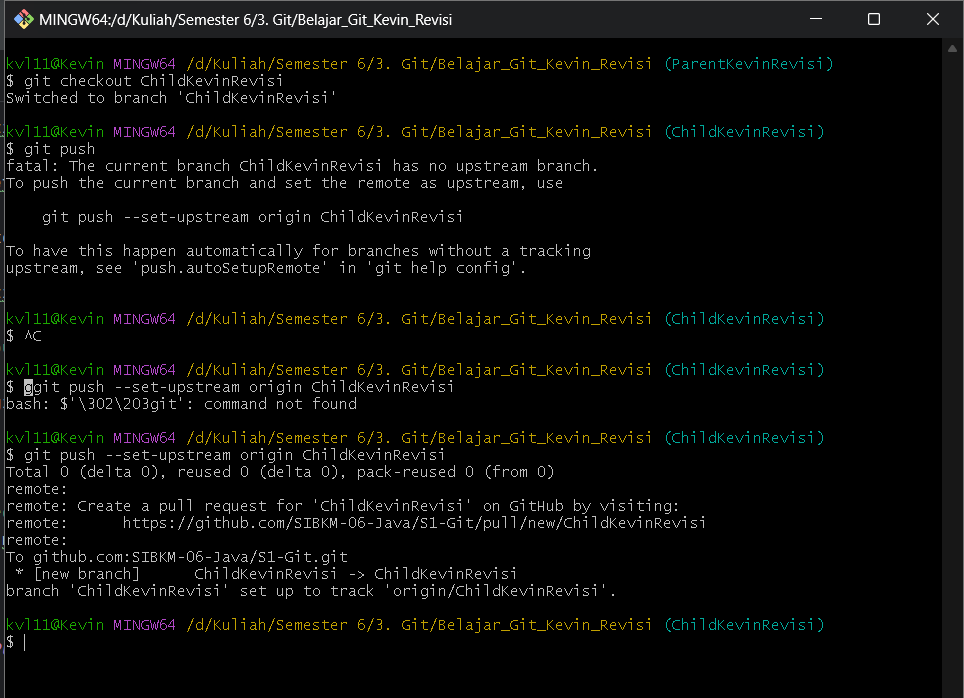 MINGW64:/d/Kuliah/Semester 6/3. Git/Belajar_Git_Kevin_Revisi
kvl11@Kevin MINGW64 /d/Kuliah/Semester 6/3. Git/Belajar_Git_Kevin_Revisi (ParentKevinRevisi)
$ git checkout ChildKevinRevisi
Switched to branch 'ChildKevinRevisi'
kvl11@Kevin MINGW64 /d/Kuliah/Semester 6/3. Git/Belajar_Git_Kevin_Revisi (ChildKevinRevisi)
$ git push
fatal: The current branch ChildKevinRevisi has no upstream branch.
To push the current branch and set the remote as upstream, use
git push --set-upstream origin ChildKevinRevisi
To have this happen automatically for branches without a tracking
upstream, see 'push.autoSetupRemote' in 'git help config'.
kvl11@Kevin MINGW64 /d/Kuliah/Semester 6/3. Git/Belajar_Git_Kevin_Revisi (ChildKevinRevisi)
$ ^C
kvl11@Kevin MINGW64 /d/Kuliah/Semester 6/3. Git/Belajar_Git_Kevin_Revisi (ChildKevinRevisi)
$ ggit push --set-upstream origin ChildKevinRevisi
bash: $'\302\203git': command not found
kvl11@Kevin MINGW64 /d/Kuliah/Semester 6/3. Git/Belajar_Git_Kevin_Revisi (ChildKevinRevisi)
$ git push --set-upstream origin ChildKevinRevisi
Total 0 (delta 0), reused 0 (delta 0), pack-reused 0 (from 0)
remote:
remote: Create a pull request for 'ChildKevinRevisi' on GitHub by visiting:
remote:      https://github.com/SIBKM-06-Java/S1-Git/pull/new/ChildKevinRevisi
remote:
To github.com:SIBKM-06-Java/S1-Git.git
* [new branch]      ChildKevinRevisi -> ChildKevinRevisi
branch 'ChildKevinRevisi' set up to track 'origin/ChildKevinRevisi'.
kvl11@Kevin MINGW64 /d/Kuliah/Semester 6/3. Git/Belajar_Git_Kevin_Revisi (ChildKevinRevisi)
$